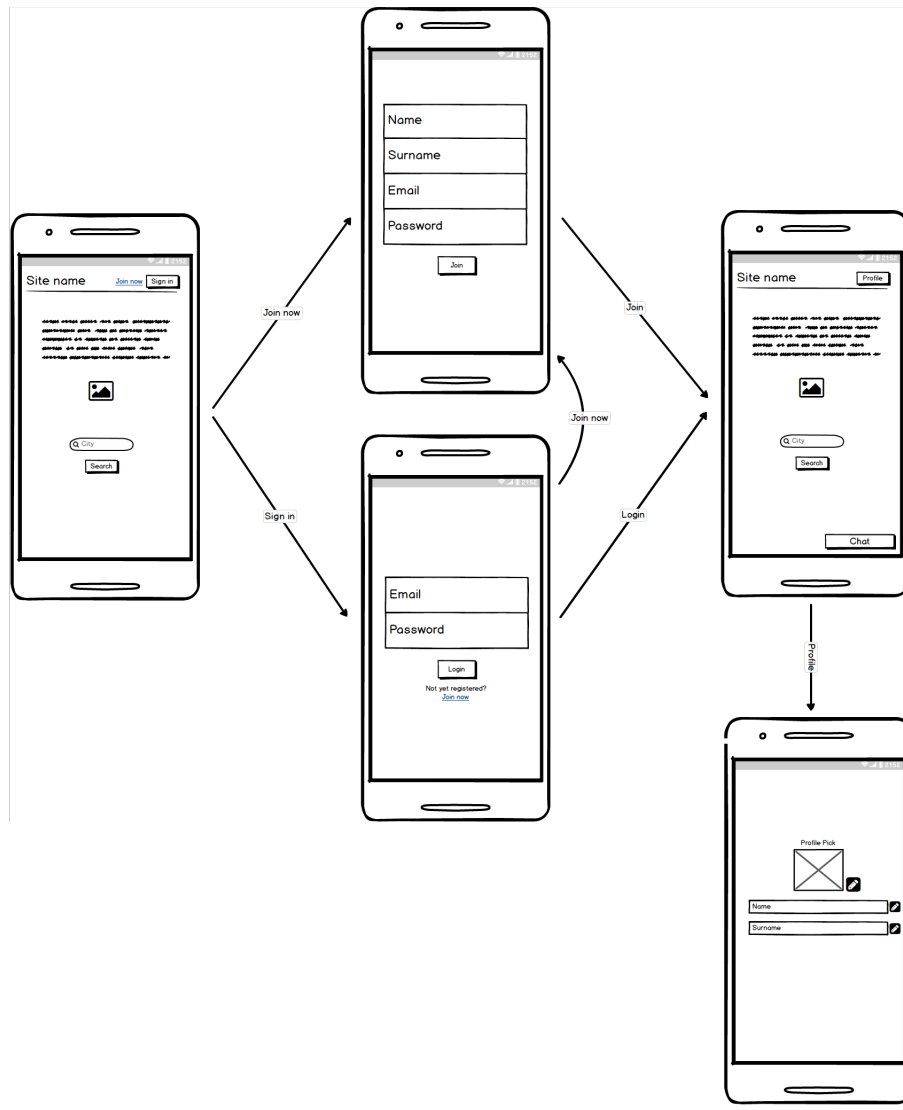 Site name Join now Sign in
City
Search
Join now
Sign in
Name
Surname
Email
Password
Join
Join now
Email
Password
Login
Not yet registered?
Join now
Join
Login
Site name Profile
City
Search
Chat
Profile
Profile Pick
Name
Surname